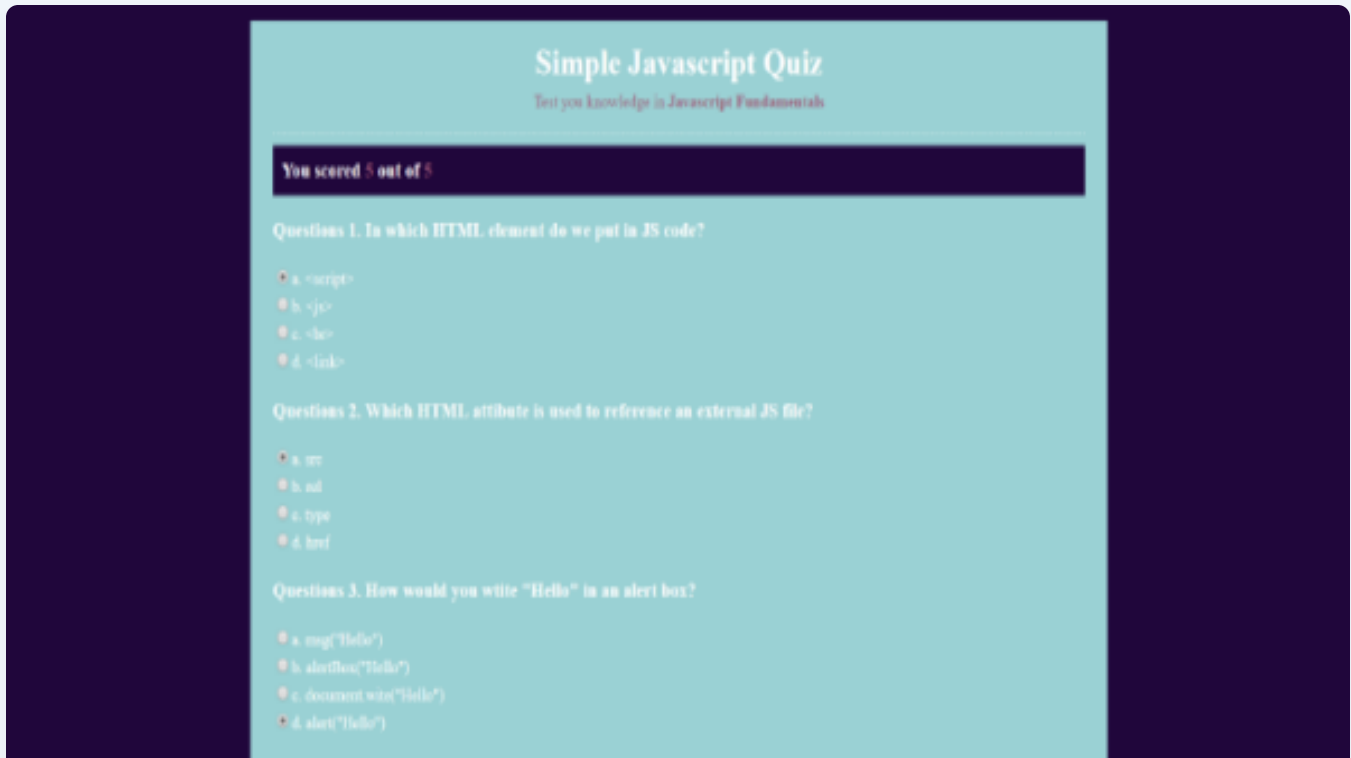 Simple Javascript Quiz
Test you knowledge in Javascript Fundamentals
You scored 5 out of 5
Questions 1. In which HTML element do we put in JS code?
a. <script>
b. <js>
c. <br>
d. <link>
Questions 2. Which HTML attibute is used to reference an external JS file?
a. src
b. rel
c. type
d. href
Questions 3. How would you wtite "Hello" in an alert box?
a. msg("Hello")
b. alertBox("Hello")
c. document.wite("Hello")
d. alert("Hello")